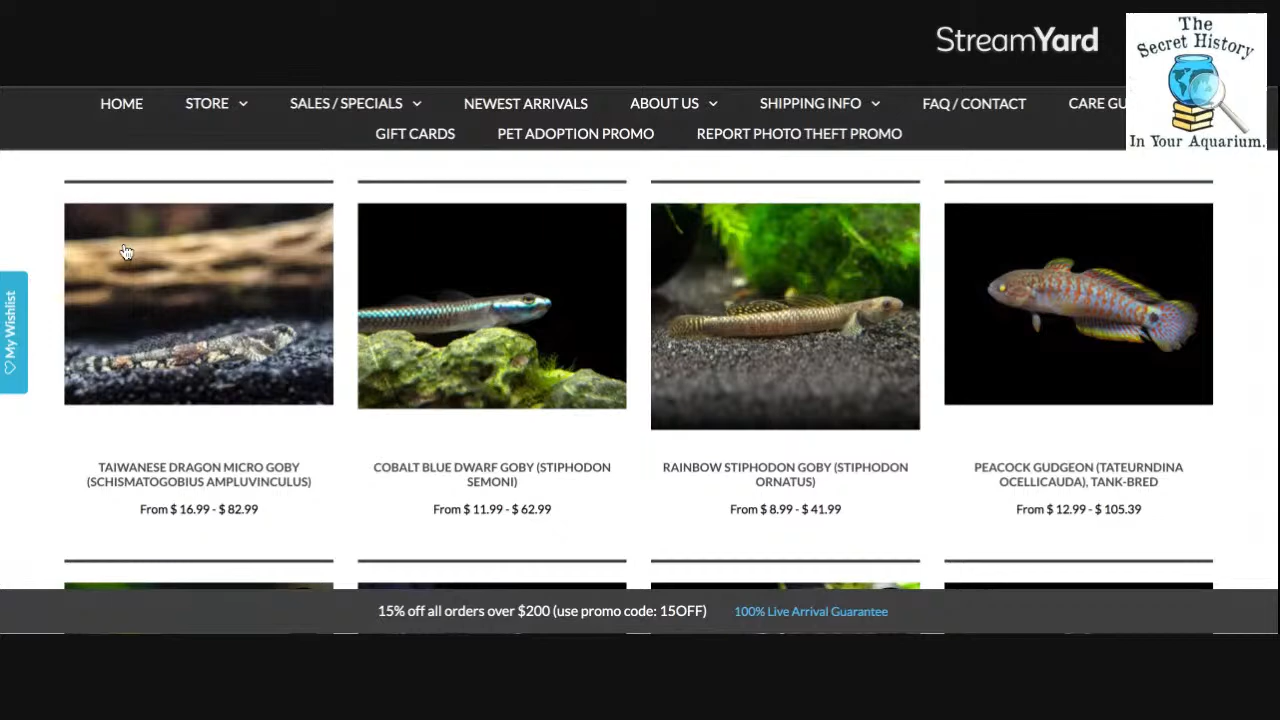 StreamYard
The
Secret History
In Your Aquarium.
HOME STORE SALES / SPECIALS NEWEST ARRIVALS ABOUT US SHIPPING INFO FAQ / CONTACT CARE GU
GIFT CARDS PET ADOPTION PROMO REPORT PHOTO THEFT PROMO
My Wishlist
TAIWANESE DRAGON MICRO GOBY
(SCHISMATOGOBIUS AMPLUVINCULUS)
From $ 16.99 - $ 82.99
COBALT BLUE DWARF GOBY (STIPHODON
SEMONI)
From $ 11.99 - $ 62.99
RAINBOW STIPHODON GOBY (STIPHODON
ORNATUS)
From $ 8.99 - $ 41.99
PEACOCK GUDGEON (TATEURNDINA
OCELLICAUDA), TANK-BRED
From $ 12.99 - $ 105.39
15% off all orders over $200 (use promo code: 15OFF) 100% Live Arrival Guarantee